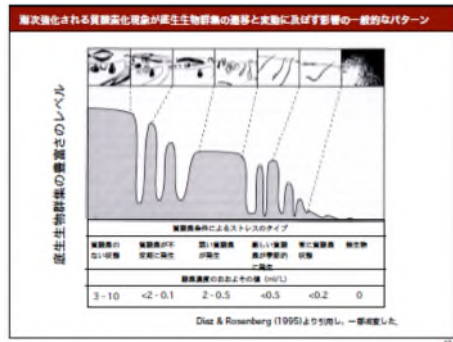 漸次強化される貧酸素化現象が底生生物群集の遷移と変動に及ぼす影響の一般的なパターン
底生生物群集の豊富さのレベル
貧酸素条件によるストレスのタイプ
貧酸素の
ない状態
貧酸素が不
定期に発生
弱い貧酸素
が発生
厳しい貧酸
素が季節的
に発生
常に貧酸素
状態
無生物
酸素濃度のおおよその値 (ml/L)
3 - 10
<2 - 0.1
2 - 0.5
<0.5
<0.2
0
Diaz & Rosenberg (1995)より引用し、一部改変した